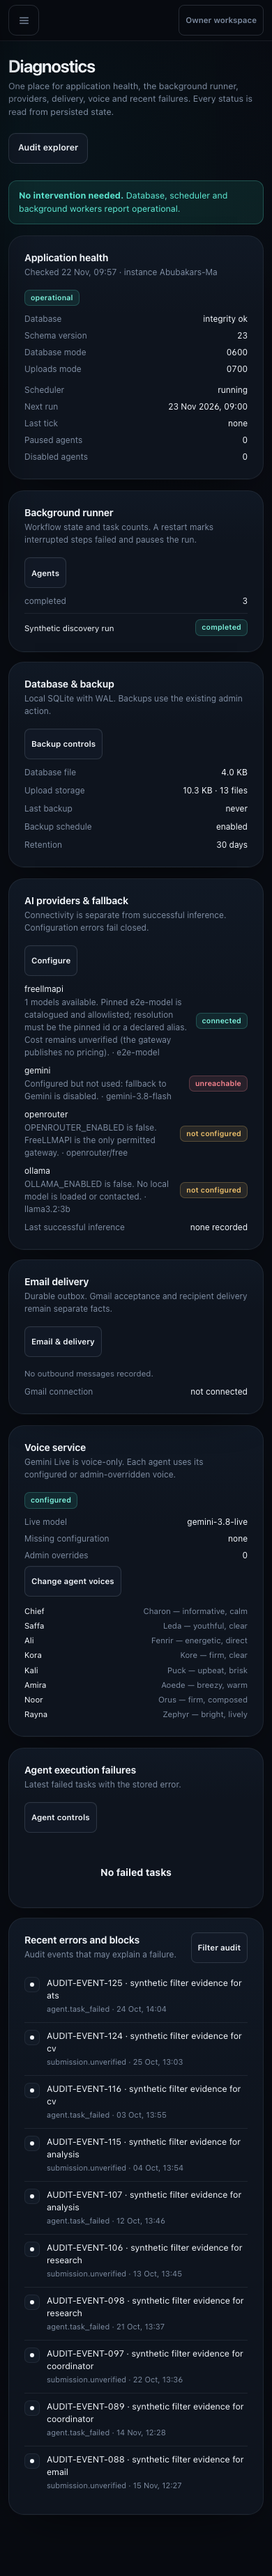 Owner workspace
Diagnostics
One place for application health, the background runner,
providers, delivery, voice and recent failures. Every status is
read from persisted state.
Audit explorer
No intervention needed. Database, scheduler and
background workers report operational.
Application health
Checked 22 Nov, 09:57 · instance Abubakars-Ma
operational
Database integrity ok
Schema version 23
Database mode 0600
Uploads mode 0700
Scheduler running
Next run 23 Nov 2026, 09:00
Last tick none
Paused agents 0
Disabled agents 0
Background runner
Workflow state and task counts. A restart marks
interrupted steps failed and pauses the run.
Agents
completed 3
Synthetic discovery run completed
Database & backup
Local SQLite with WAL. Backups use the existing admin
action.
Backup controls
Database file 4.0 KB
Upload storage 10.3 KB · 13 files
Last backup never
Backup schedule enabled
Retention 30 days
AI providers & fallback
Connectivity is separate from successful inference.
Configuration errors fail closed.
Configure
freellmapi
1 models available. Pinned e2e-model is
catalogued and allowlisted; resolution
must be the pinned id or a declared alias.
Cost remains unverified (the gateway
publishes no pricing). · e2e-model
connected
gemini
Configured but not used: fallback to
Gemini is disabled. · gemini-3.8-flash
unreachable
openrouter
OPENROUTER_ENABLED is false.
FreeLLMAPI is the only permitted
gateway. · openrouter/free
not configured
ollama
OLLAMA_ENABLED is false. No local
model is loaded or contacted. ·
llama3.2:3b
not configured
Last successful inference none recorded
Email delivery
Durable outbox. Gmail acceptance and recipient delivery
remain separate facts.
Email & delivery
No outbound messages recorded.
Gmail connection not connected
Voice service
Gemini Live is voice-only. Each agent uses its
configured or admin-overridden voice.
configured
Live model gemini-3.8-live
Missing configuration none
Admin overrides 0
Change agent voices
Chief Charon — informative, calm
Saffa Leda — youthful, clear
Ali Fenrir — energetic, direct
Kora Kore — firm, clear
Kali Puck — upbeat, brisk
Amira Aoede — breezy, warm
Noor Orus — firm, composed
Rayna Zephyr — bright, lively
Agent execution failures
Latest failed tasks with the stored error.
Agent controls
No failed tasks
Recent errors and blocks
Audit events that may explain a failure.
Filter audit
AUDIT-EVENT-125 · synthetic filter evidence for
ats
agent.task_failed · 24 Oct, 14:04
AUDIT-EVENT-124 · synthetic filter evidence for
cv
submission.unverified · 25 Oct, 13:03
AUDIT-EVENT-116 · synthetic filter evidence for
cv
agent.task_failed · 03 Oct, 13:55
AUDIT-EVENT-115 · synthetic filter evidence for
analysis
submission.unverified · 04 Oct, 13:54
AUDIT-EVENT-107 · synthetic filter evidence for
analysis
agent.task_failed · 12 Oct, 13:46
AUDIT-EVENT-106 · synthetic filter evidence for
research
submission.unverified · 13 Oct, 13:45
AUDIT-EVENT-098 · synthetic filter evidence for
research
agent.task_failed · 21 Oct, 13:37
AUDIT-EVENT-097 · synthetic filter evidence for
coordinator
submission.unverified · 22 Oct, 13:36
AUDIT-EVENT-089 · synthetic filter evidence for
coordinator
agent.task_failed · 14 Nov, 12:28
AUDIT-EVENT-088 · synthetic filter evidence for
email
submission.unverified · 15 Nov, 12:27